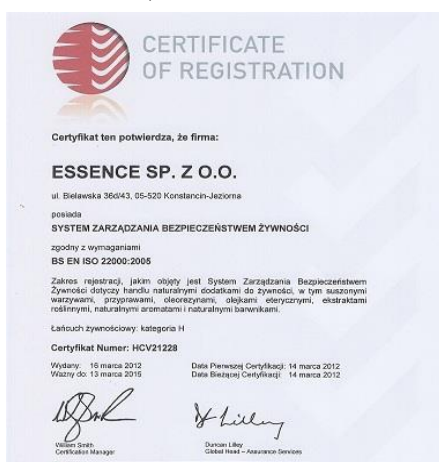 CERTIFICATE
OF REGISTRATION
Certyfikat ten potwierdza, że firma:
ESSENCE SP. Z O.O.
ul. Bielawska 36d/43, 05-520 Konstancin-Jeziorna
posiada
SYSTEM ZARZĄDZANIA BEZPIECZEŃSTWEM ŻYWNOŚCI
zgodny z wymaganiami
BS EN ISO 22000:2005
Zakres rejestracji, jakim objęty jest System Zarządzania Bezpieczeństwem
Żywności dotyczy handlu naturalnymi dodatkami do żywności, w tym suszonymi
warzywami, przyprawami, oleorezynami, olejkami eterycznymi, ekstraktami
roślinnymi, naturalnymi aromatami i naturalnymi barwnikami.
Łańcuch żywnościowy: kategoria H
Certyfikat Numer: HCV21228
Wydany: 16 marca 2012 Data Pierwszej Certyfikacji: 14 marca 2012
Ważny do: 13 marca 2015 Data Bieżącej Certyfikacji: 14 marca 2012
William Smith Duncan Lilley
Certification Manager Global Head – Assurance Services